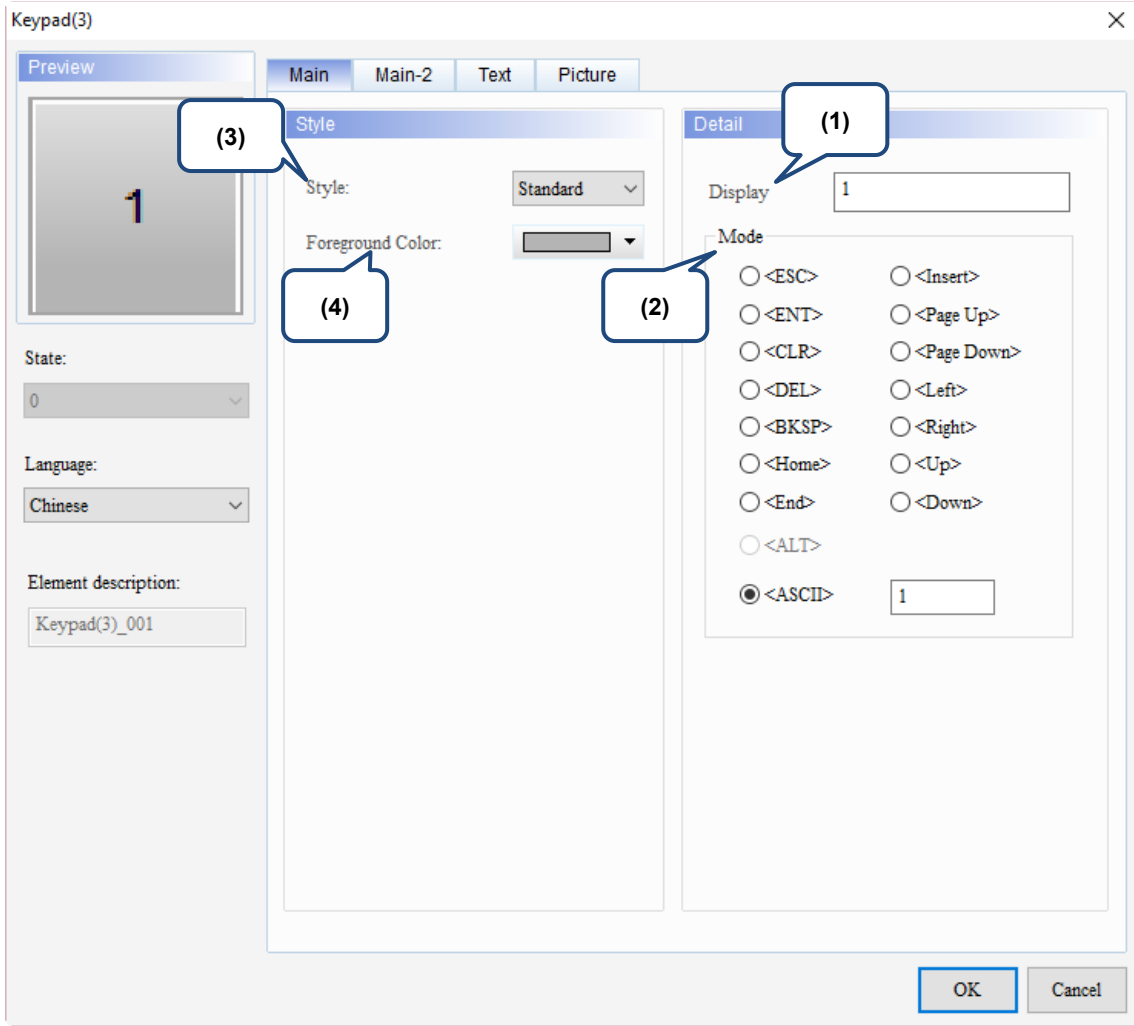 Keypad(3)
Preview
1
State:
0
Language:
Chinese
Element description:
Keypad(3)_001
Main Main-2 Text Picture
(3)
Style
Style: Standard
Foreground Color:
(4)
Detail
(1)
Display 1
(2)
Mode
<ESC> <Insert>
<ENT> <Page Up>
<CLR> <Page Down>
<DEL> <Left>
<BKSP> <Right>
<Home> <Up>
<End> <Down>
<ALT>
<ASCII> 1
OK Cancel